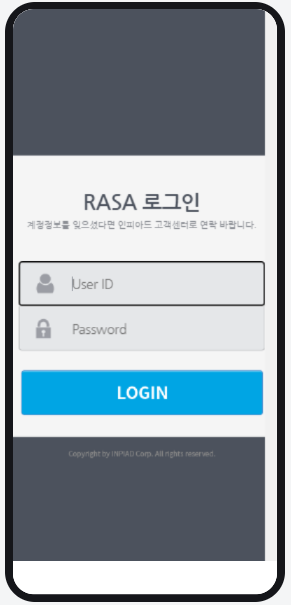 RASA 로그인
계정정보를 잊으셨다면 인피아드 고객센터로 연락 바랍니다.
User ID
Password
LOGIN
Copyright by INPIAD Corp. All rights reserved.